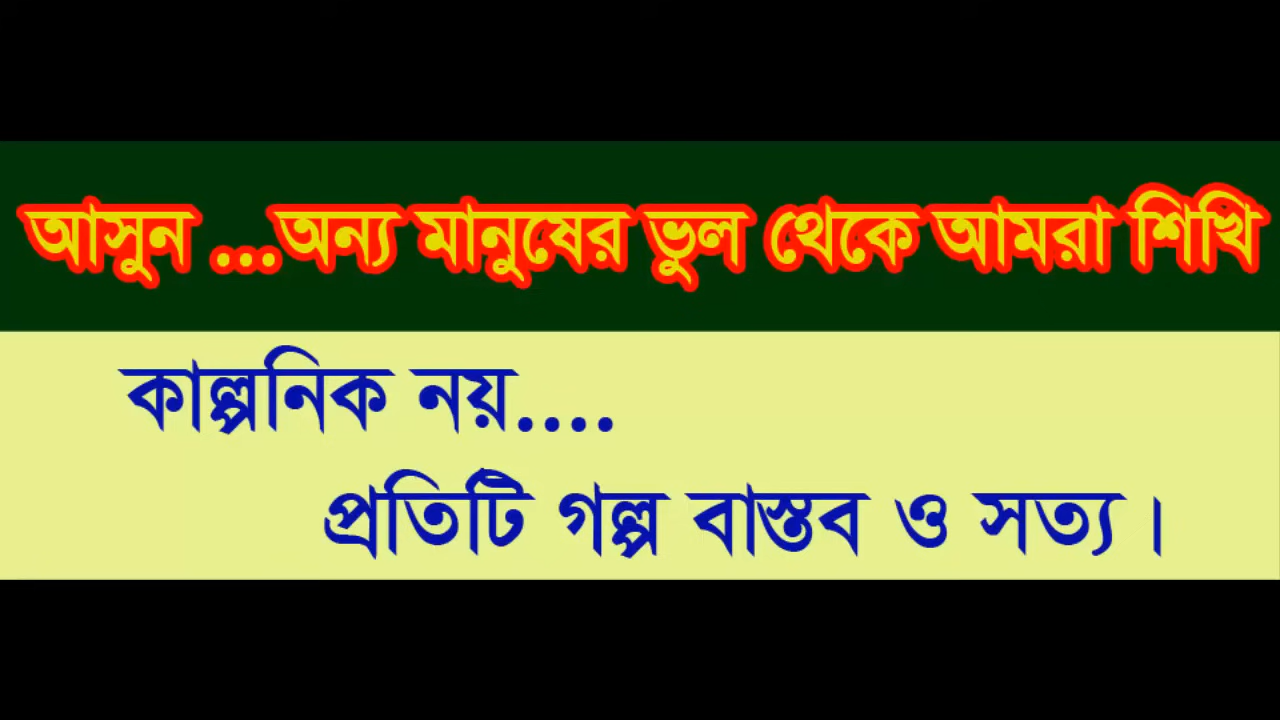 আসুন ...অন্য মানুষের ভুল থেকে আমরা শিখি
কাল্পনিক নয়....
প্রতিটি গল্প বাস্তব ও সত্য।